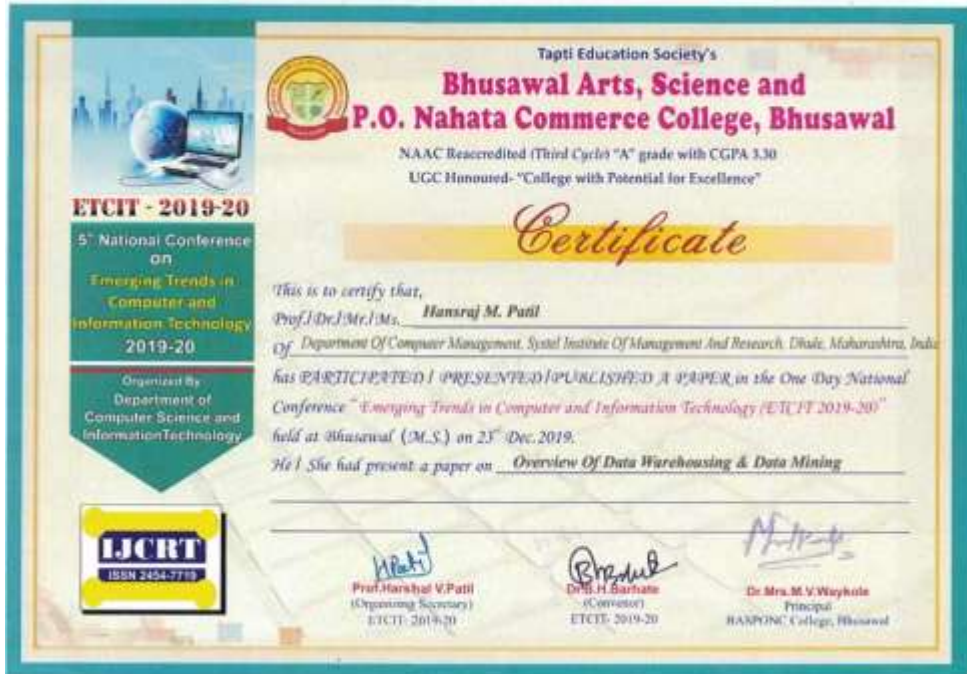 Tapti Education Society's
Bhusawal Arts, Science and
P.O. Nahata Commerce College, Bhusawal
NAAC Reaccredited (Third Cycle) "A" grade with CGPA 3.30
UGC Honoured- "College with Potential for Excellence"
Certificate
ETCIT - 2019-20
5th National Conference
on
Emerging Trends in
Computer and
Information Technology
2019-20
Organized By
Department of
Computer Science and
InformationTechnology
IJCRT
ISSN 2454-7719
This is to certify that,
Prof./Dr./Mr./Ms. Hansraj M. Patil
Of Department Of Computer Management, Systel Institute Of Management And Research, Dhule, Maharashtra, India
has PARTICIPATED / PRESENTED / PUBLISHED A PAPER in the One Day National
Conference "Emerging Trends in Computer and Information Technology (ETCIT 2019-20)"
held at Bhusawal (M.S.) on 23rd Dec. 2019.
He / She had present a paper on Overview Of Data Warehousing & Data Mining
Prof.Harshal V.Patil
(Organizing Secretary)
ETCIT- 2019-20
Dr.B.H.Barhate
(Convenor)
ETCIT- 2019-20
Dr.Mrs.M.V.Waykole
Principal
BASPONC College, Bhusawal